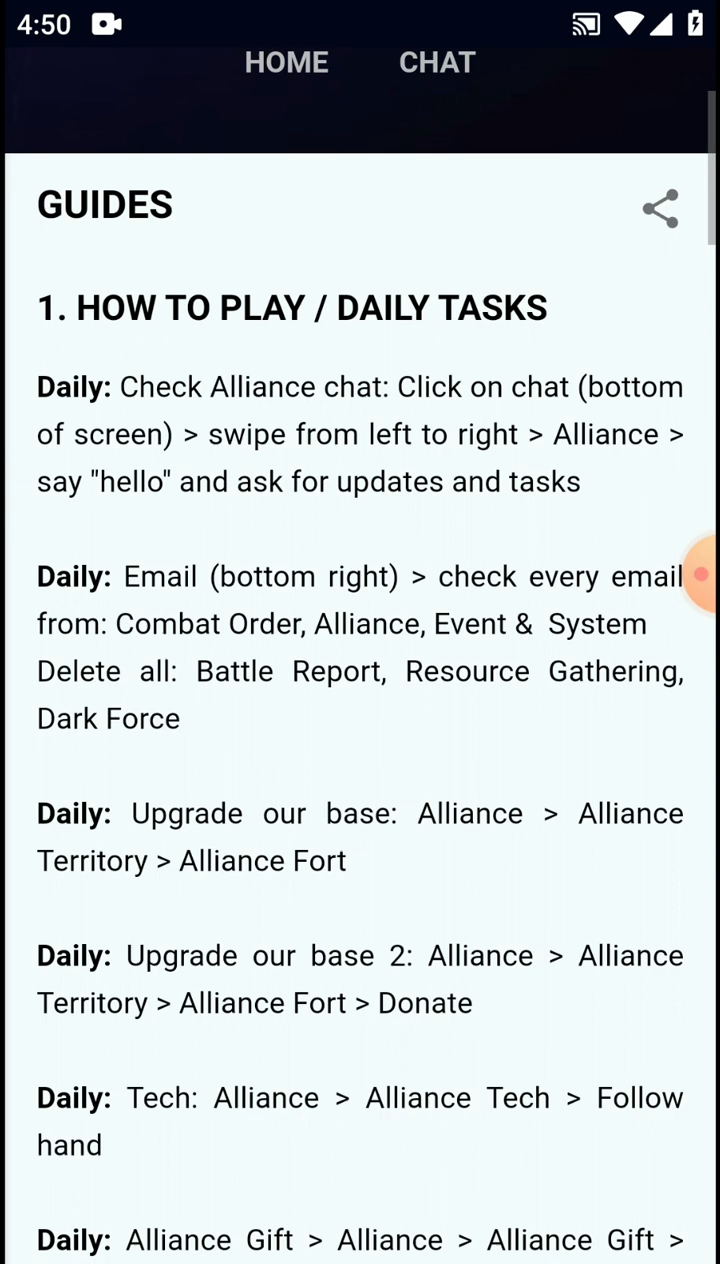 4:50
HOME CHAT
GUIDES
1. HOW TO PLAY / DAILY TASKS
Daily: Check Alliance chat: Click on chat (bottom
of screen) > swipe from left to right > Alliance >
say "hello" and ask for updates and tasks
Daily: Email (bottom right) > check every email
from: Combat Order, Alliance, Event &  System
Delete all: Battle Report, Resource Gathering,
Dark Force
Daily: Upgrade our base: Alliance > Alliance
Territory > Alliance Fort
Daily: Upgrade our base 2: Alliance > Alliance
Territory > Alliance Fort > Donate
Daily: Tech: Alliance > Alliance Tech > Follow
hand
Daily: Alliance Gift > Alliance > Alliance Gift >